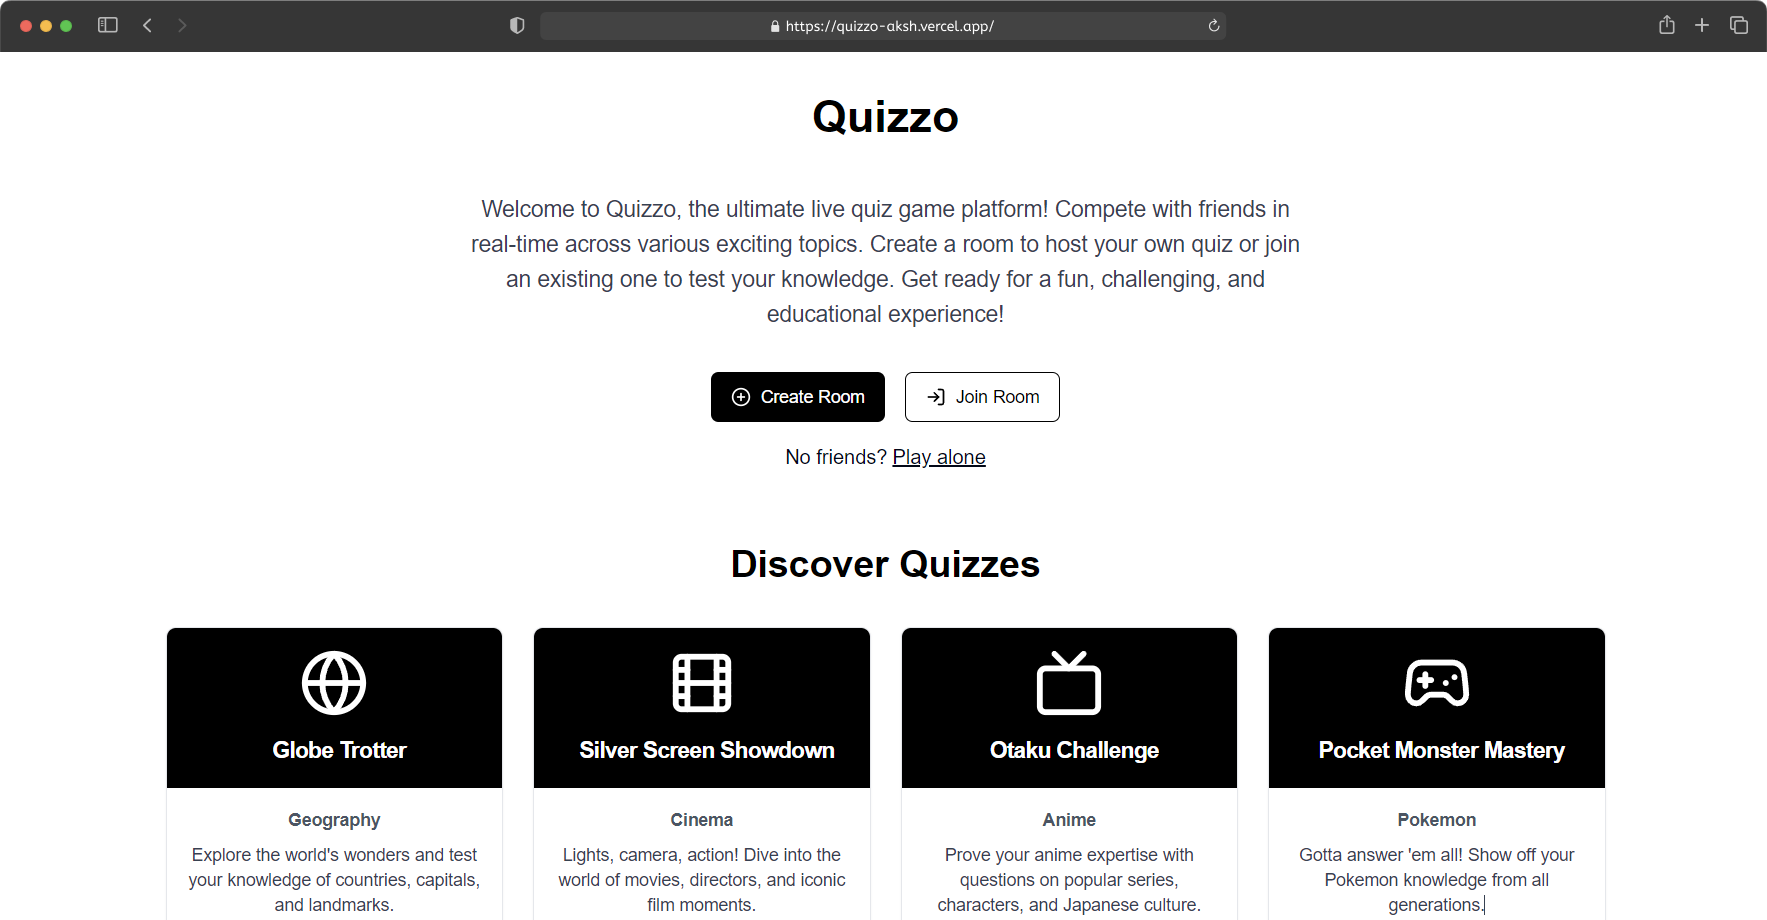 https://quizzo-aksh.vercel.app/
Quizzo
Welcome to Quizzo, the ultimate live quiz game platform! Compete with friends in
real-time across various exciting topics. Create a room to host your own quiz or join
an existing one to test your knowledge. Get ready for a fun, challenging, and
educational experience!
Create Room
Join Room
No friends? Play alone
Discover Quizzes
Globe Trotter
Geography
Explore the world's wonders and test
your knowledge of countries, capitals,
and landmarks.
Silver Screen Showdown
Cinema
Lights, camera, action! Dive into the
world of movies, directors, and iconic
film moments.
Otaku Challenge
Anime
Prove your anime expertise with
questions on popular series,
characters, and Japanese culture.
Pocket Monster Mastery
Pokemon
Gotta answer 'em all! Show off your
Pokemon knowledge from all
generations.